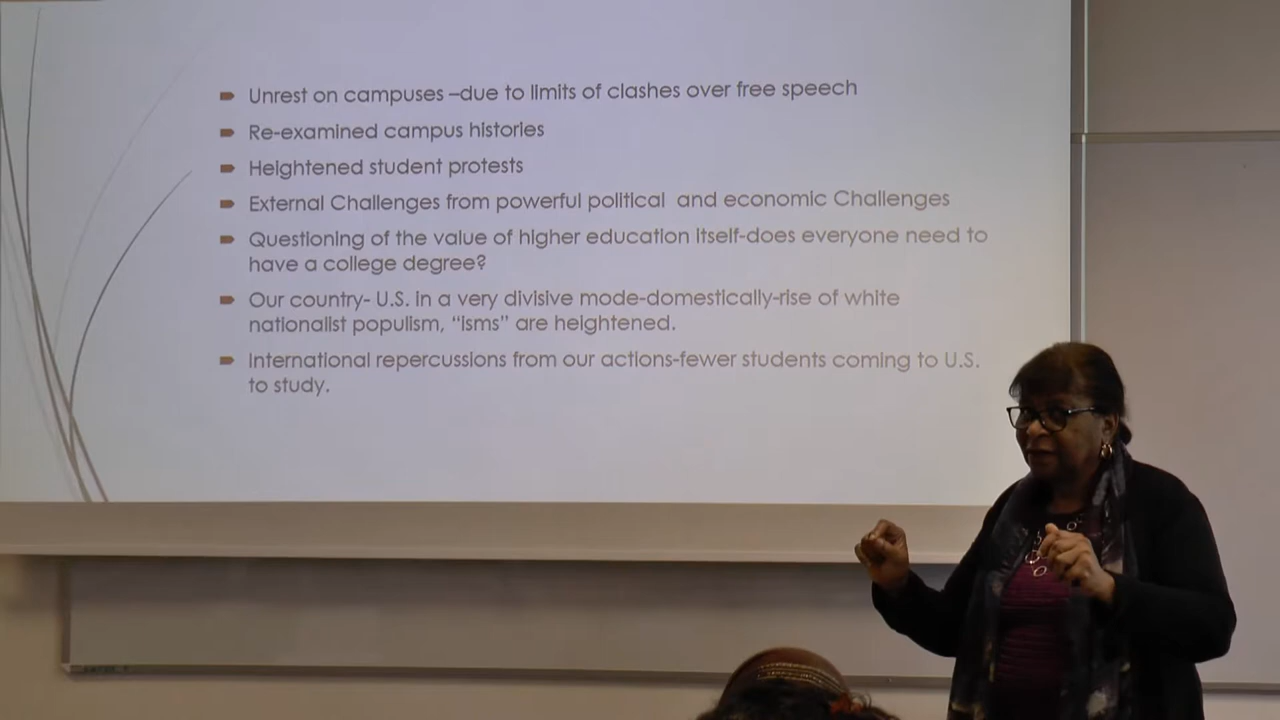 Unrest on campuses –due to limits of clashes over free speech
Re-examined campus histories
Heightened student protests
External Challenges from powerful political and economic Challenges
Questioning of the value of higher education itself-does everyone need to
have a college degree?
Our country- U.S. in a very divisive mode-domestically-rise of white
nationalist populism, “isms” are heightened.
International repercussions from our actions-fewer students coming to U.S.
to study.